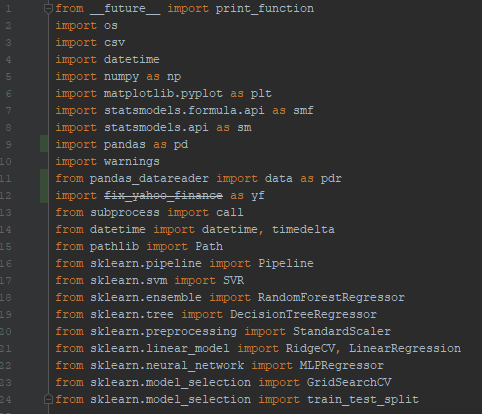 1 from __future__ import print_function
2 import os
3 import csv
4 import datetime
5 import numpy as np
6 import matplotlib.pyplot as plt
7 import statsmodels.formula.api as smf
8 import statsmodels.api as sm
9 import pandas as pd
10 import warnings
11 from pandas_datareader import data as pdr
12 import fix_yahoo_finance as yf
13 from subprocess import call
14 from datetime import datetime, timedelta
15 from pathlib import Path
16 from sklearn.pipeline import Pipeline
17 from sklearn.svm import SVR
18 from sklearn.ensemble import RandomForestRegressor
19 from sklearn.tree import DecisionTreeRegressor
20 from sklearn.preprocessing import StandardScaler
21 from sklearn.linear_model import RidgeCV, LinearRegression
22 from sklearn.neural_network import MLPRegressor
23 from sklearn.model_selection import GridSearchCV
24 from sklearn.model_selection import train_test_split